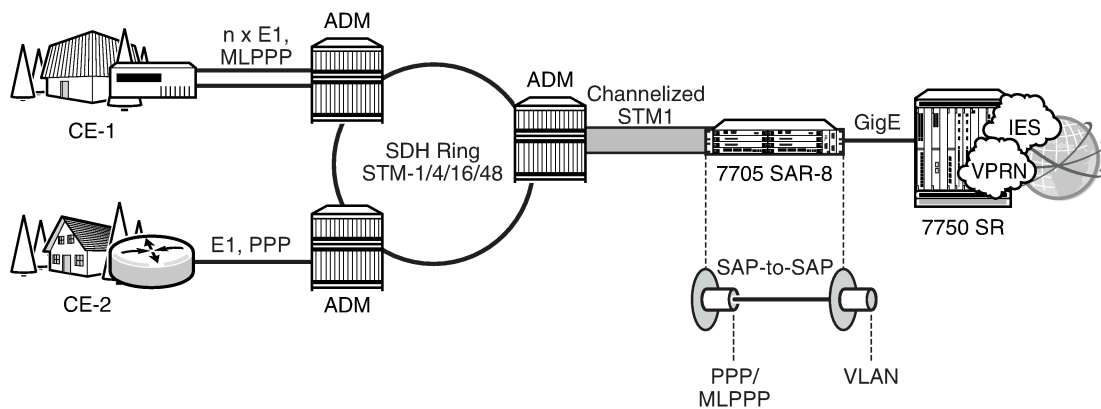 ADM
n x E1,
MLPPP
CE-1
ADM
Channelized
STM1
SDH Ring
STM-1/4/16/48
7705 SAR-8
GigE
IES
VPRN
7750 SR
E1, PPP
CE-2
ADM
SAP-to-SAP
PPP/
MLPPP
VLAN